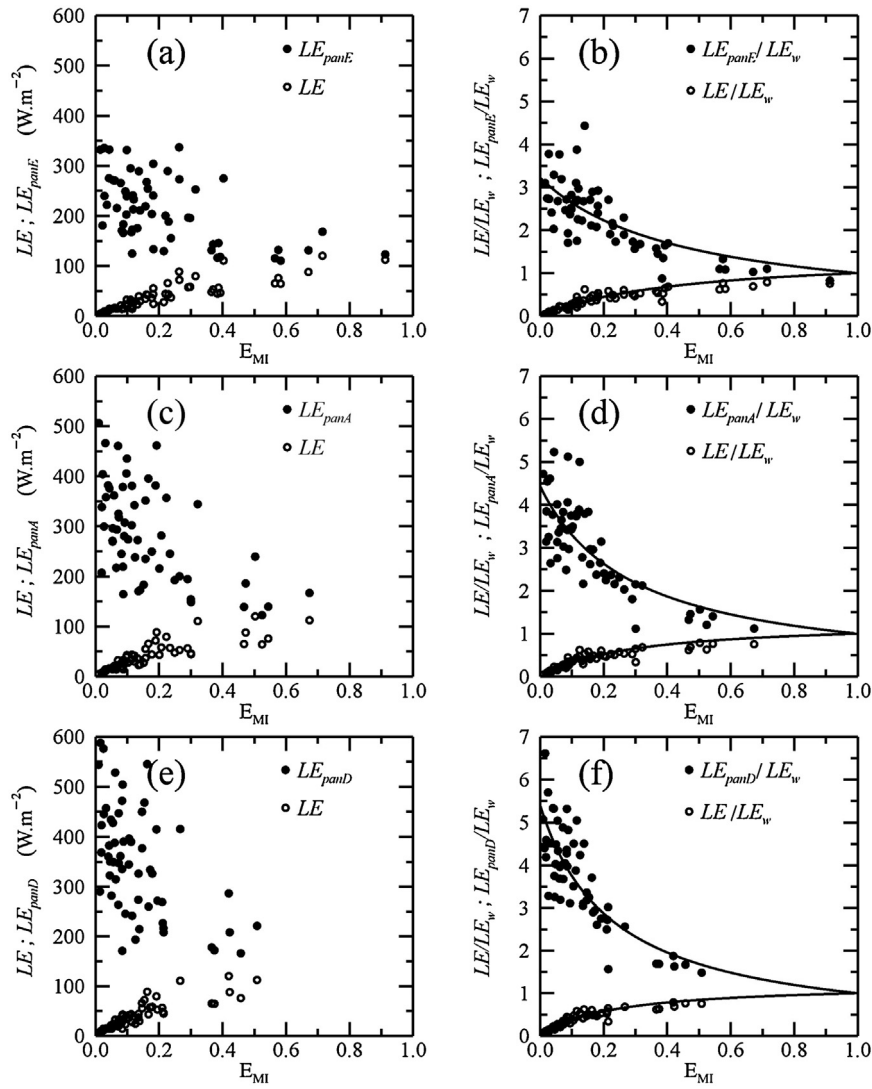 600
500
400
300
200
100
0
LE ; LE_panE (W.m⁻²)
(a)
LE_panE
LE
0.0 0.2 0.4 0.6 0.8 1.0
E_MI
7
6
5
4
3
2
1
0
LE/LE_w ; LE_panE/LE_w
(b)
LE_panE/ LE_w
LE/LE_w
0.0 0.2 0.4 0.6 0.8 1.0
E_MI
600
500
400
300
200
100
0
LE ; LE_panA (W.m⁻²)
(c)
LE_panA
LE
0.0 0.2 0.4 0.6 0.8 1.0
E_MI
7
6
5
4
3
2
1
0
LE/LE_w ; LE_panA/LE_w
(d)
LE_panA/ LE_w
LE/LE_w
0.0 0.2 0.4 0.6 0.8 1.0
E_MI
600
500
400
300
200
100
0
LE ; LE_panD (W.m⁻²)
(e)
LE_panD
LE
0.0 0.2 0.4 0.6 0.8 1.0
E_MI
7
6
5
4
3
2
1
0
LE/LE_w ; LE_panD/LE_w
(f)
LE_panD/ LE_w
LE/LE_w
0.0 0.2 0.4 0.6 0.8 1.0
E_MI